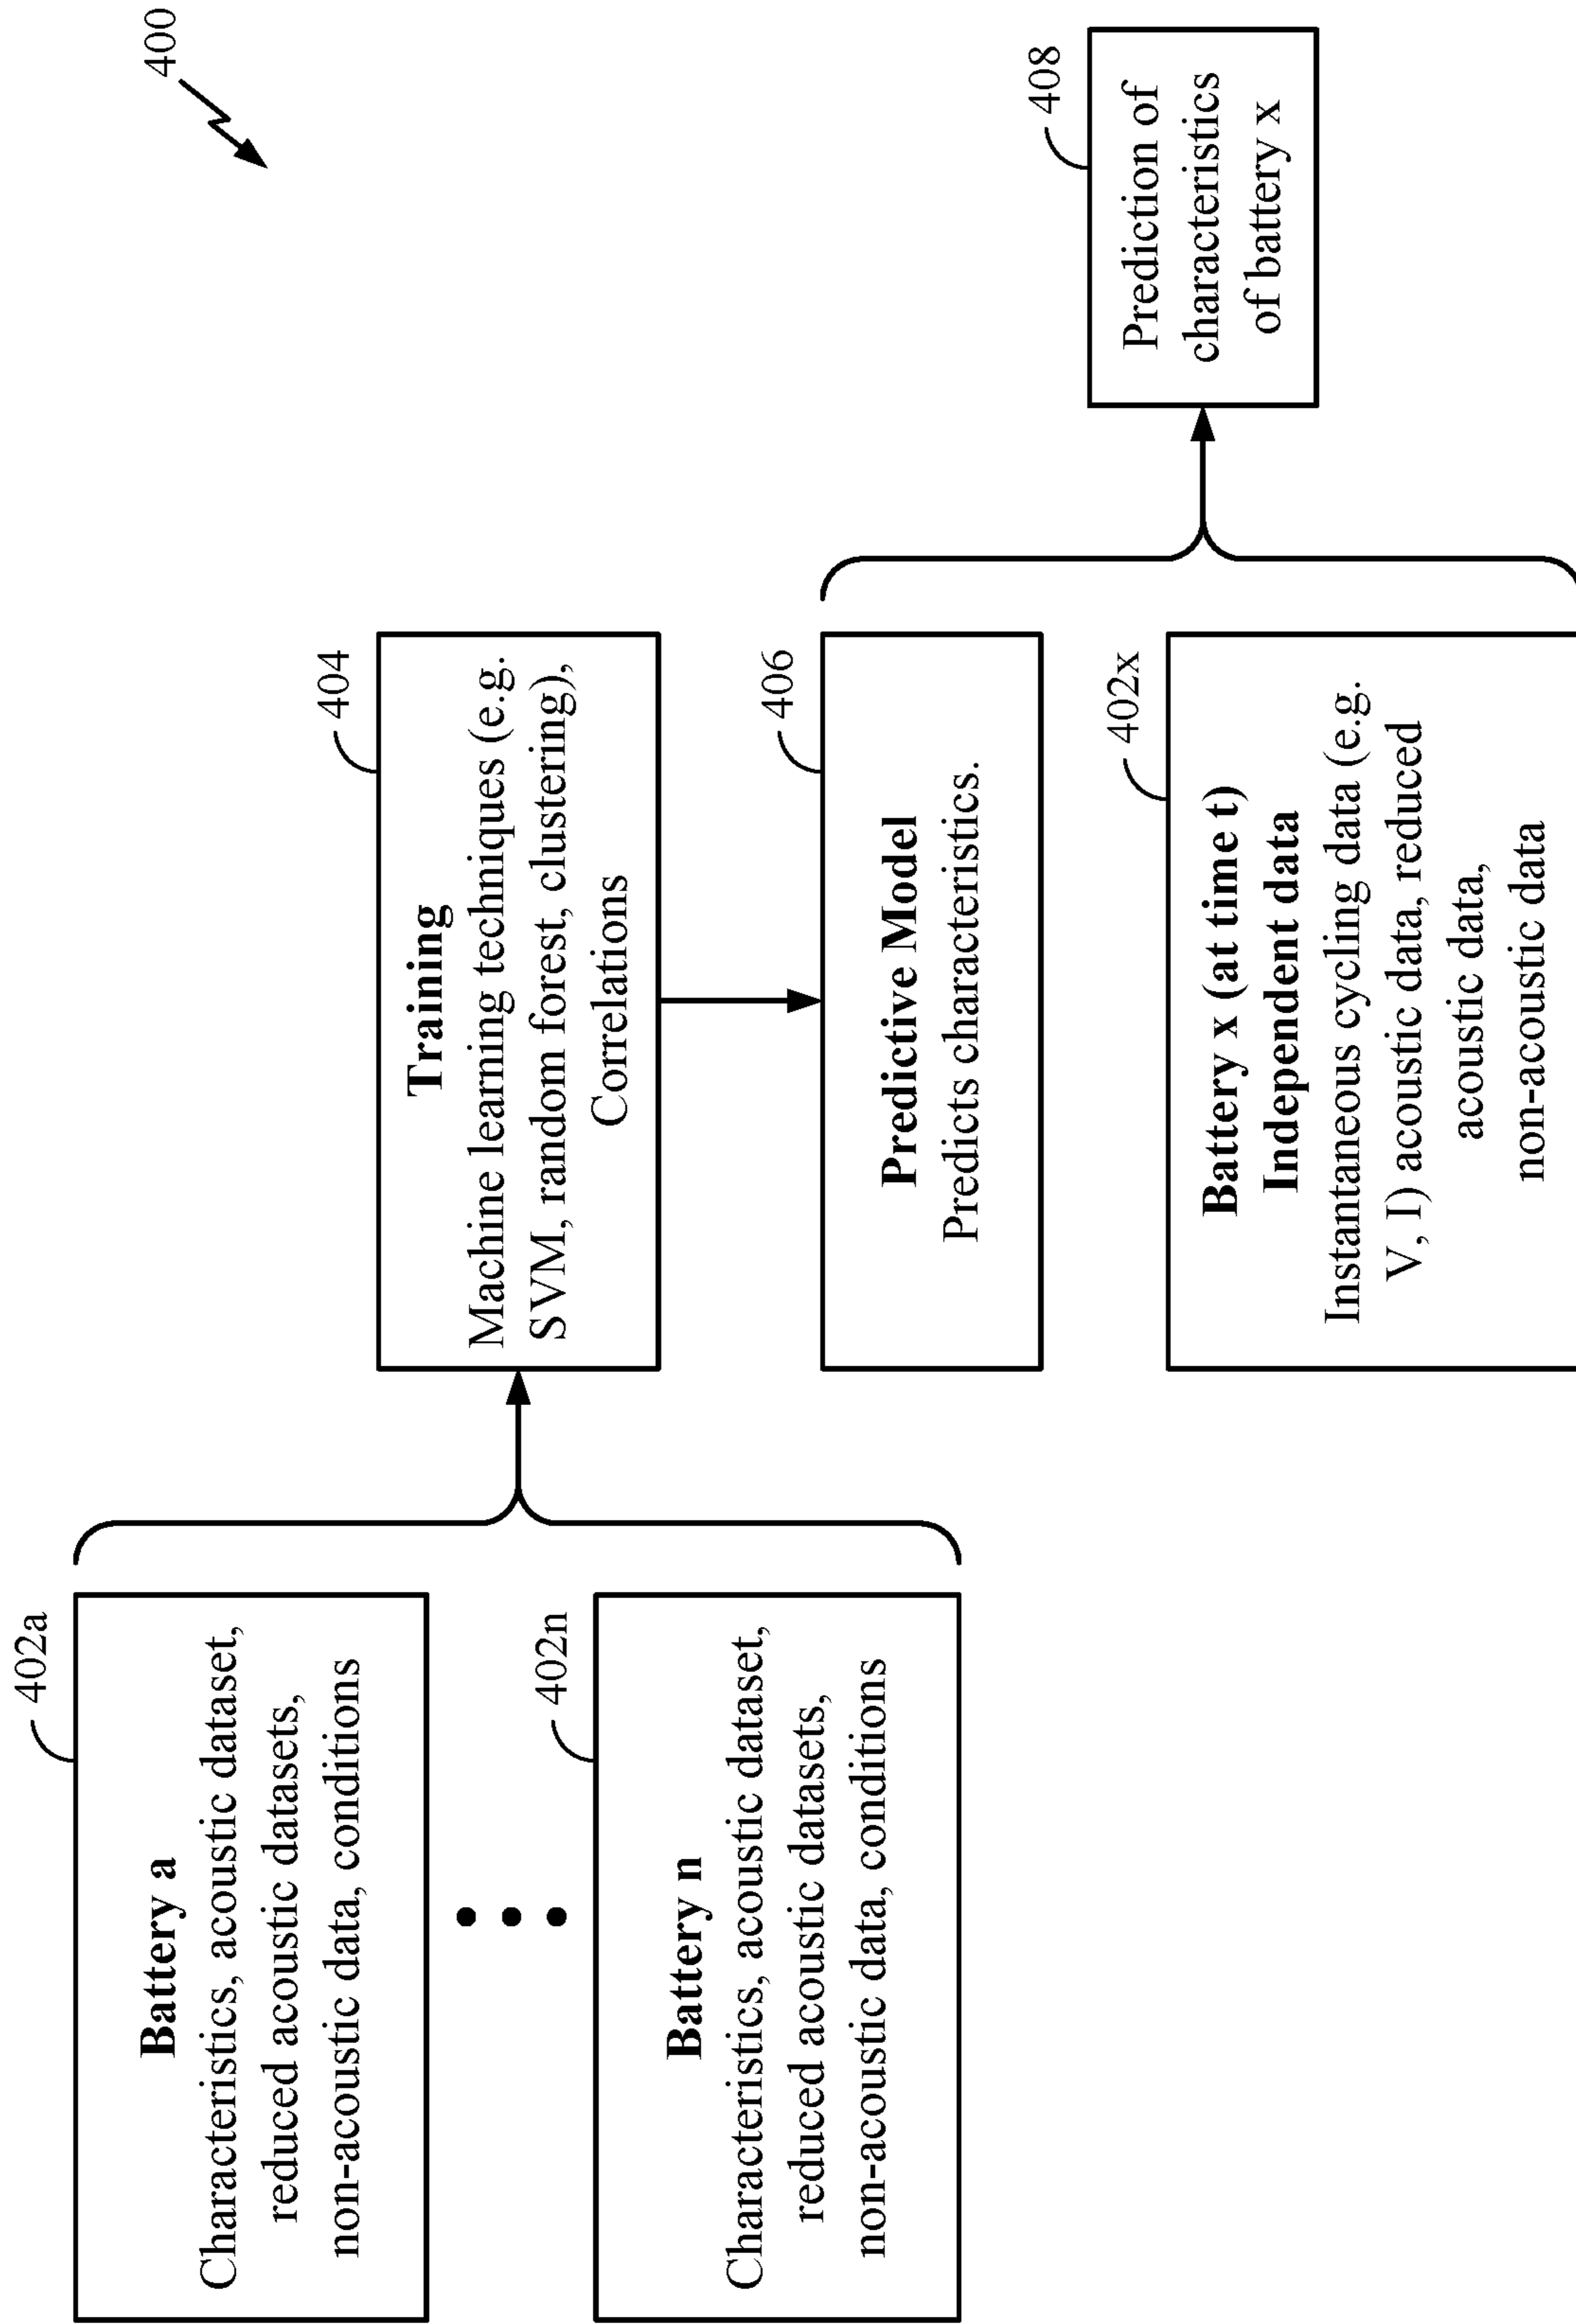 400
402a
Battery a
Characteristics, acoustic dataset,
reduced acoustic datasets,
non-acoustic data, conditions
402n
Battery n
Characteristics, acoustic dataset,
reduced acoustic datasets,
non-acoustic data, conditions
404
Training
Machine learning techniques (e.g.
SVM, random forest, clustering),
Correlations
406
Predictive Model
Predicts characteristics.
402x
Battery x (at time t)
Independent data
Instantaneous cycling data (e.g.
V, I) acoustic data, reduced
acoustic data,
non-acoustic data
408
Prediction of
characteristics
of battery x